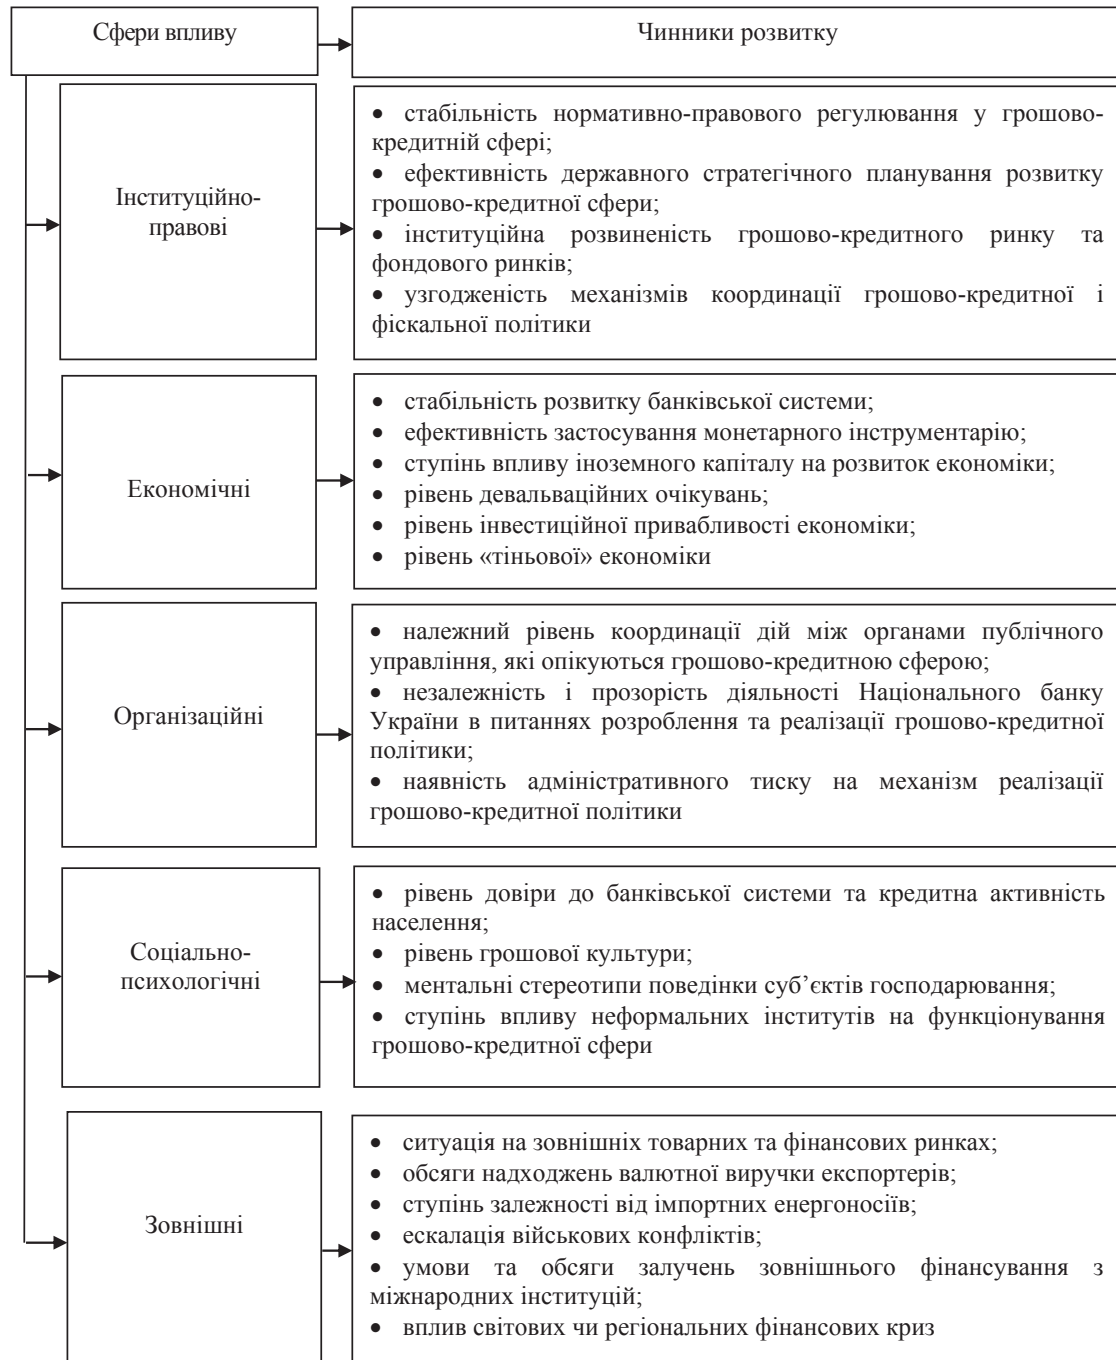 Сфери впливу
Чинники розвитку
Інституційно-
правові
• стабільність нормативно-правового регулювання у грошово-
кредитній сфері;
• ефективність державного стратегічного планування розвитку
грошово-кредитної сфери;
• інституційна розвиненість грошово-кредитного ринку та
фондового ринків;
• узгодженість механізмів координації грошово-кредитної і
фіскальної політики
Економічні
• стабільність розвитку банківської системи;
• ефективність застосування монетарного інструментарію;
• ступінь впливу іноземного капіталу на розвиток економіки;
• рівень девальваційних очікувань;
• рівень інвестиційної привабливості економіки;
• рівень «тіньової» економіки
Організаційні
• належний рівень координації дій між органами публічного
управління, які опікуються грошово-кредитною сферою;
• незалежність і прозорість діяльності Національного банку
України в питаннях розроблення та реалізації грошово-кредитної
політики;
• наявність адміністративного тиску на механізм реалізації
грошово-кредитної політики
Соціально-
психологічні
• рівень довіри до банківської системи та кредитна активність
населення;
• рівень грошової культури;
• ментальні стереотипи поведінки суб’єктів господарювання;
• ступінь впливу неформальних інститутів на функціонування
грошово-кредитної сфери
Зовнішні
• ситуація на зовнішніх товарних та фінансових ринках;
• обсяги надходжень валютної виручки експортерів;
• ступінь залежності від імпортних енергоносіїв;
• ескалація військових конфліктів;
• умови та обсяги залучень зовнішнього фінансування з
міжнародних інституцій;
• вплив світових чи регіональних фінансових криз